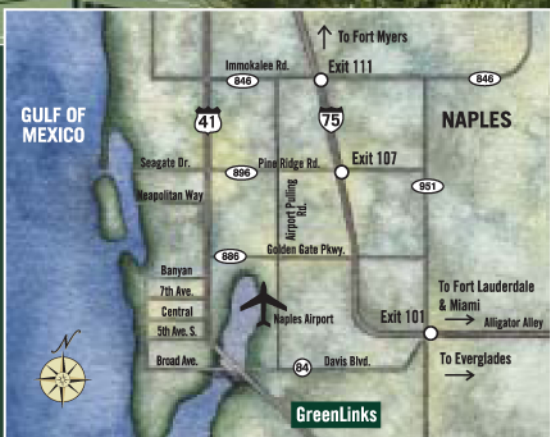 To Fort Myers
Immokalee Rd.
Exit 111
846
846
GULF OF
MEXICO
41
75
NAPLES
Seagate Dr.
896
Pine Ridge Rd.
Exit 107
951
Neapolitan Way
Airport Pulling
Rd.
886
Golden Gate Pkwy.
Banyan
7th Ave.
Central
5th Ave. S.
Broad Ave.
Naples Airport
To Fort Lauderdale
& Miami
Exit 101
Alligator Alley
N
84
Davis Blvd.
To Everglades
GreenLinks